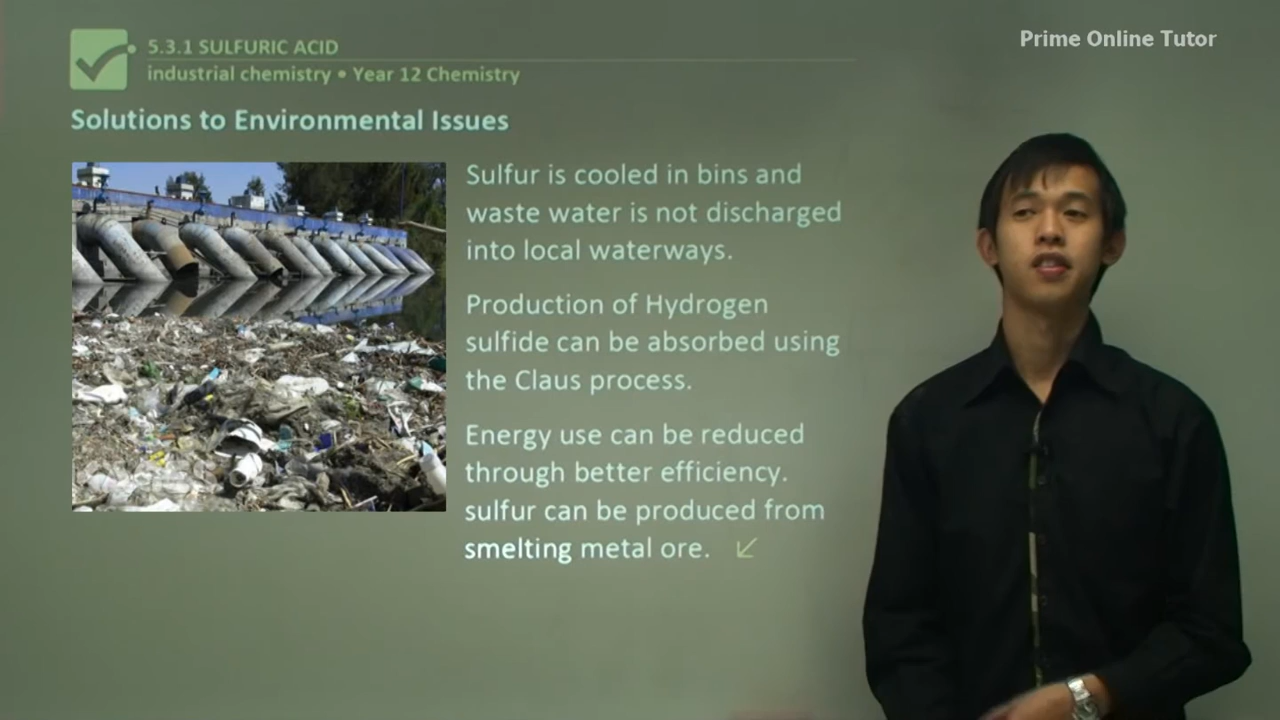 Prime Online Tutor
5.3.1 SULFURIC ACID
industrial chemistry • Year 12 Chemistry
Solutions to Environmental Issues
Sulfur is cooled in bins and
waste water is not discharged
into local waterways.
Production of Hydrogen
sulfide can be absorbed using
the Claus process.
Energy use can be reduced
through better efficiency.
sulfur can be produced from
smelting metal ore.